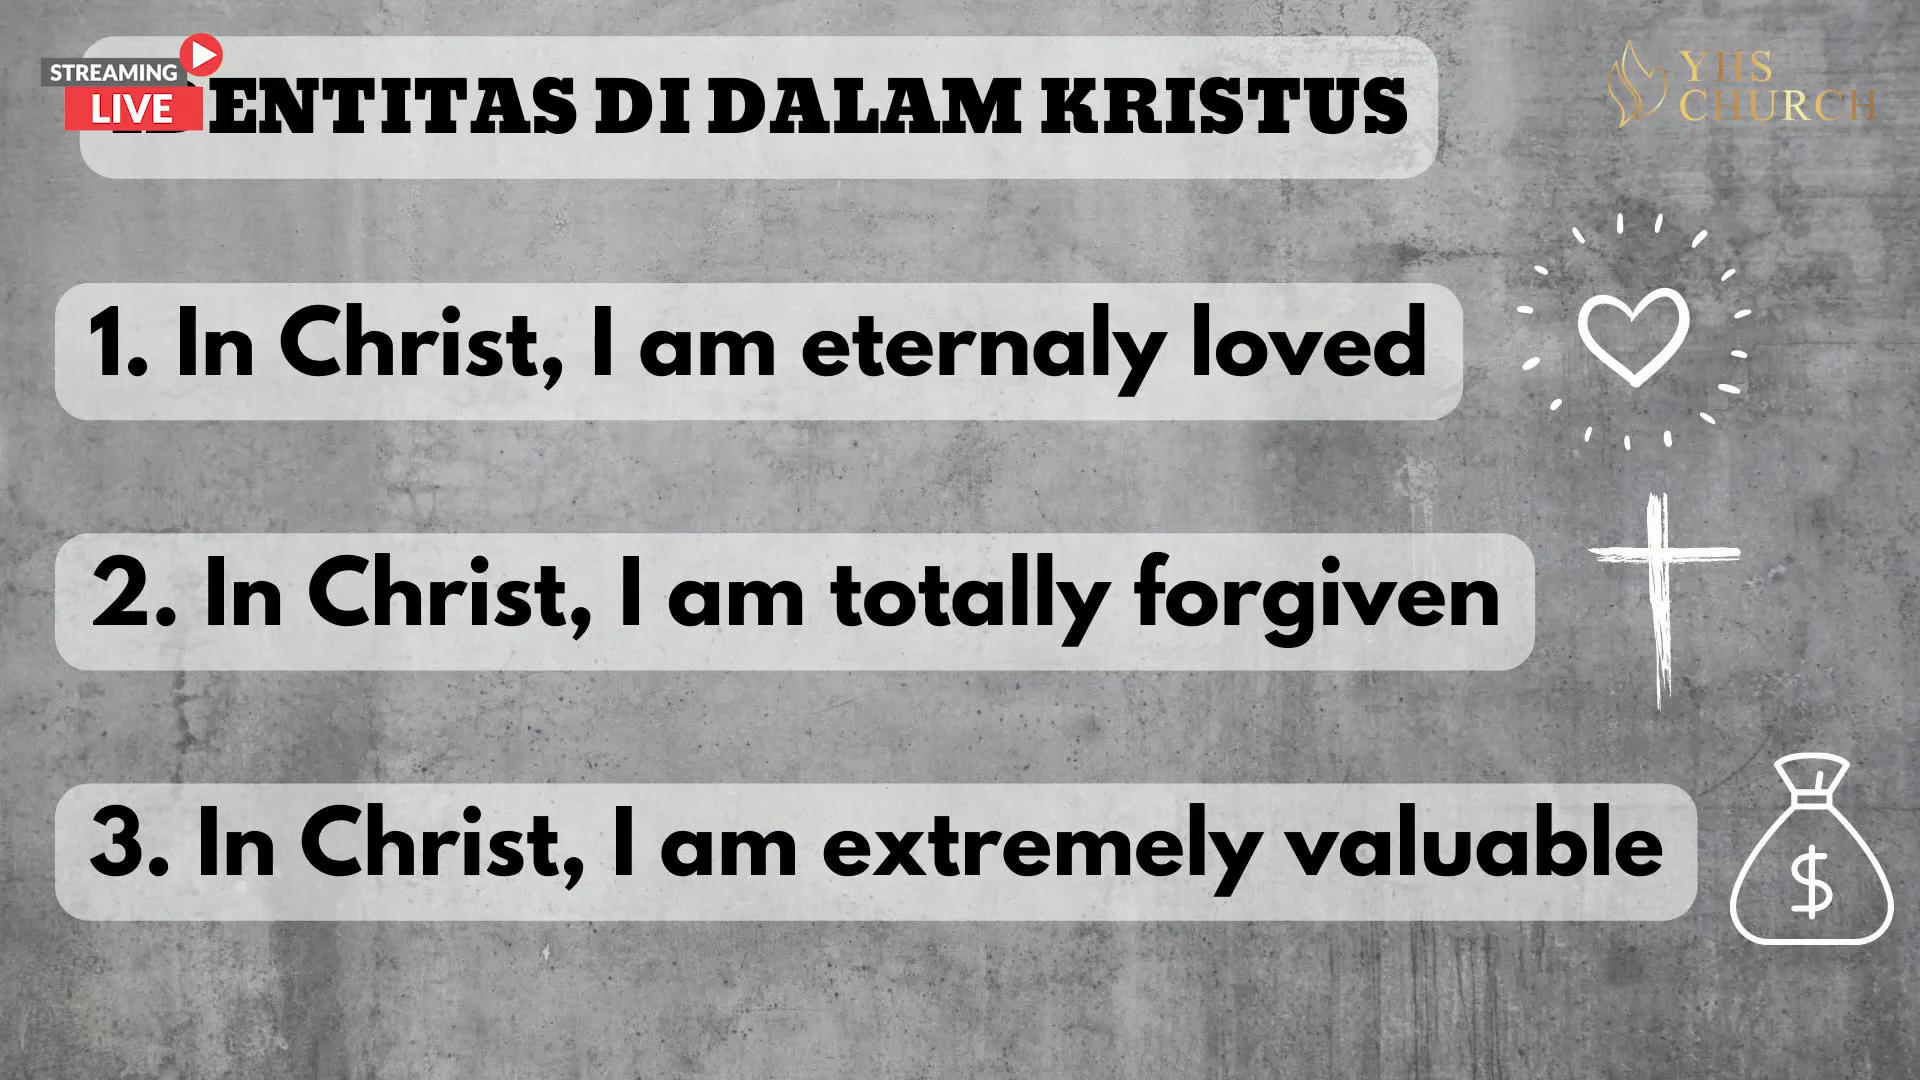 STREAMING
LIVE
IDENTITAS DI DALAM KRISTUS
YHS
CHURCH
1. In Christ, I am eternaly loved
2. In Christ, I am totally forgiven
3. In Christ, I am extremely valuable
$